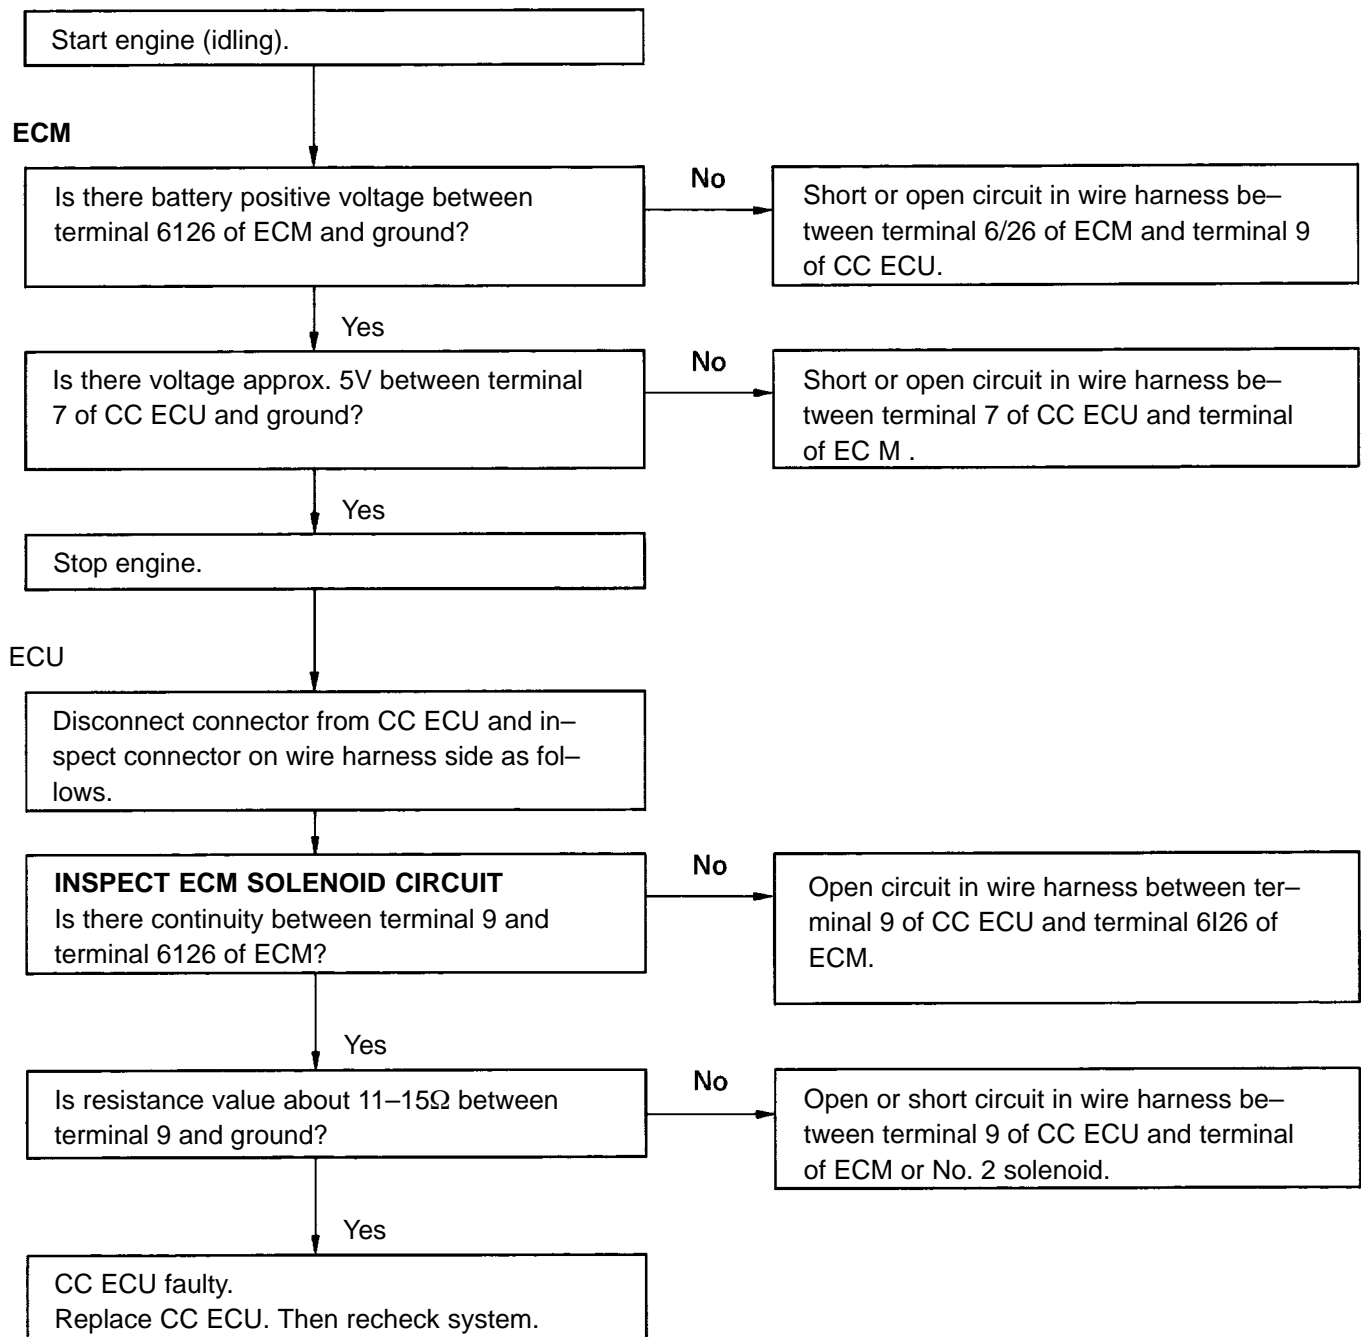 Start engine (idling).
ECM
Is there battery positive voltage between
terminal 6126 of ECM and ground?
No
Short or open circuit in wire harness be–
tween terminal 6/26 of ECM and terminal 9
of CC ECU.
Yes
Is there voltage approx. 5V between terminal
7 of CC ECU and ground?
No
Short or open circuit in wire harness be–
tween terminal 7 of CC ECU and terminal
of EC M .
Yes
Stop engine.
ECU
Disconnect connector from CC ECU and in–
spect connector on wire harness side as fol–
lows.
INSPECT ECM SOLENOID CIRCUIT
Is there continuity between terminal 9 and
terminal 6126 of ECM?
No
Open circuit in wire harness between ter–
minal 9 of CC ECU and terminal 6I26 of
ECM.
Yes
Is resistance value about 11–15Ω between
terminal 9 and ground?
No
Open or short circuit in wire harness be–
tween terminal 9 of CC ECU and terminal
of ECM or No. 2 solenoid.
Yes
CC ECU faulty.
Replace CC ECU. Then recheck system.